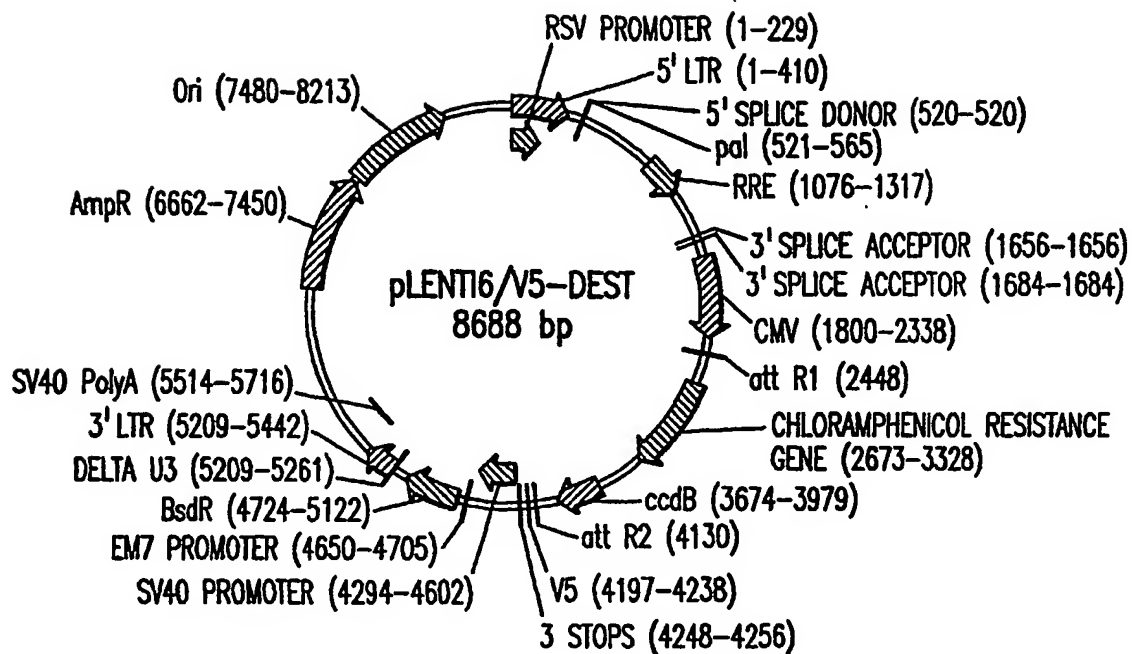 RSV PROMOTER (1–229)
5' LTR (1–410)
5' SPLICE DONOR (520–520)
pal (521–565)
RRE (1076–1317)
3' SPLICE ACCEPTOR (1656–1656)
3' SPLICE ACCEPTOR (1684–1684)
CMV (1800–2338)
att R1 (2448)
CHLORAMPHENICOL RESISTANCE
GENE (2673–3328)
ccdB (3674–3979)
att R2 (4130)
V5 (4197–4238)
3 STOPS (4248–4256)
SV40 PROMOTER (4294–4602)
EM7 PROMOTER (4650–4705)
BsdR (4724–5122)
DELTA U3 (5209–5261)
3' LTR (5209–5442)
SV40 PolyA (5514–5716)
AmpR (6662–7450)
Ori (7480–8213)
pLENTI6/V5–DEST
8688 bp